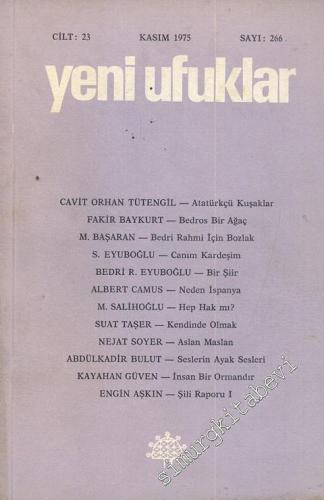 CİLT: 23 KASIM 1975 SAYI: 266
yeni ufuklar
CAVİT ORHAN TÜTENGİL — Atatürkçü Kuşaklar
FAKİR BAYKURT — Bedros Bir Ağaç
M. BAŞARAN — Bedri Rahmi İçin Bozlak
S. EYUBOĞLU — Canım Kardeşim
BEDRİ R. EYUBOĞLU — Bir Şiir
ALBERT CAMUS — Neden İspanya
M. SALİHOĞLU — Hep Hak mı?
SUAT TAŞER — Kendinde Olmak
NEJAT SOYER — Aslan Maslan
ABDÜLKADİR BULUT — Seslerin Ayak Sesleri
KAYAHAN GÜVEN — İnsan Bir Ormandır
ENGİN AŞKIN — Şili Raporu I
simurgkitabevi